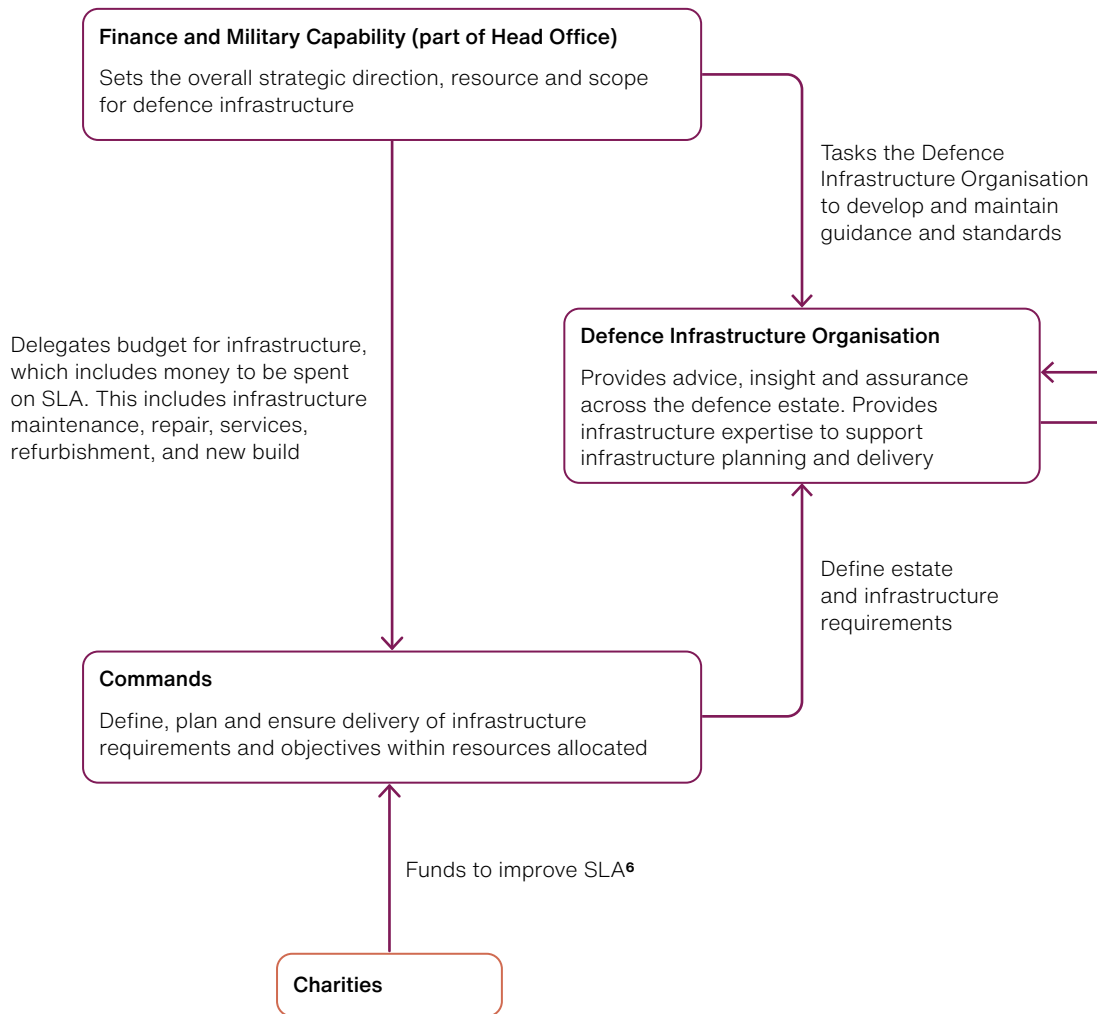 Finance and Military Capability (part of Head Office)
Sets the overall strategic direction, resource and scope
for defence infrastructure
Tasks the Defence
Infrastructure Organisation
to develop and maintain
guidance and standards
Delegates budget for infrastructure,
which includes money to be spent
on SLA. This includes infrastructure
maintenance, repair, services,
refurbishment, and new build
Defence Infrastructure Organisation
Provides advice, insight and assurance
across the defence estate. Provides
infrastructure expertise to support
infrastructure planning and delivery
Define estate
and infrastructure
requirements
Commands
Define, plan and ensure delivery of infrastructure
requirements and objectives within resources allocated
Funds to improve SLA⁶
Charities